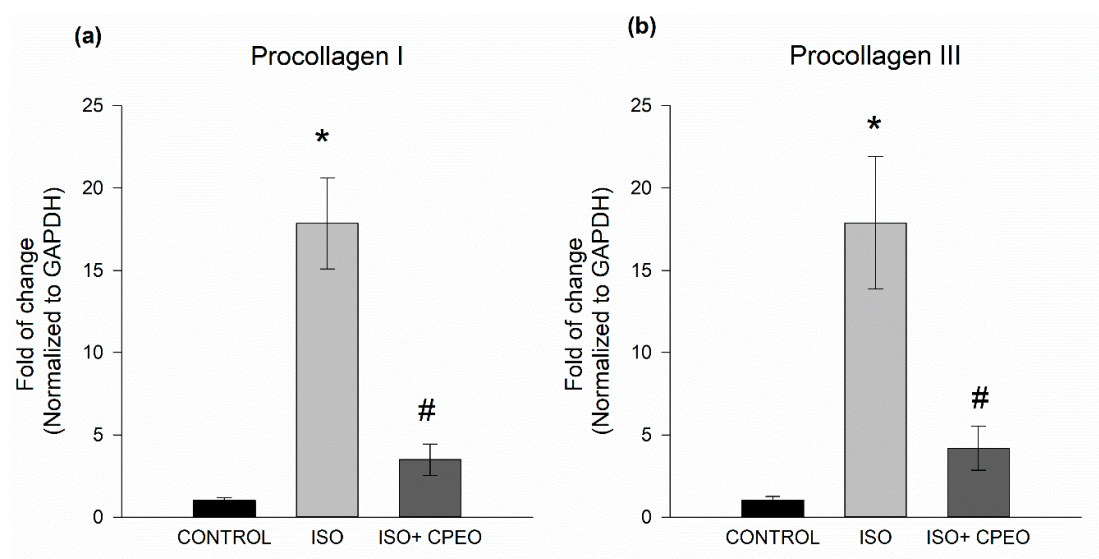 (a)
Procollagen I
Fold of change
(Normalized to GAPDH)
25
20
15
10
5
0
*
#
CONTROL ISO ISO+ CPEO
(b)
Procollagen III
Fold of change
(Normalized to GAPDH)
25
20
15
10
5
0
*
#
CONTROL ISO ISO+ CPEO